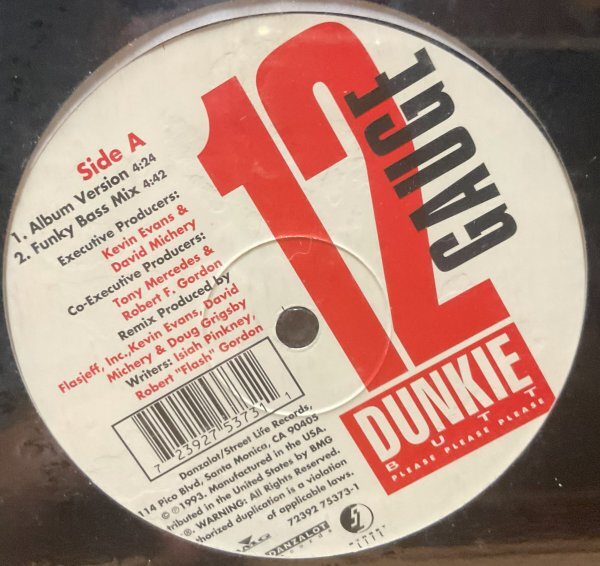 12
GAUGE
DUNKIE
BUTT
PLEASE PLEASE PLEASE
Side A
1. Album Version 4:24
2. Funky Bass Mix 4:42
Executive Producers:
Kevin Evans &
David Michery
Co-Executive Producers:
Tony Mercedes &
Robert F. Gordon
Remix Produced by
Flasjeff, Inc.,Kevin Evans, David
Michery & Doug Grigsby
Writers: Isiah Pinkney,
Robert "Flash" Gordon
7 23927 53731 1
Danzalot/Street Life Records,
114 Pico Blvd, Santa Monica, CA 90405
© ℗ 1993. Manufactured in the USA.
tributed in the United States by BMG
WARNING: All Rights Reserved.
horized duplication is a violation
of applicable laws.
72392 75373-1
BMG
DANZALOT